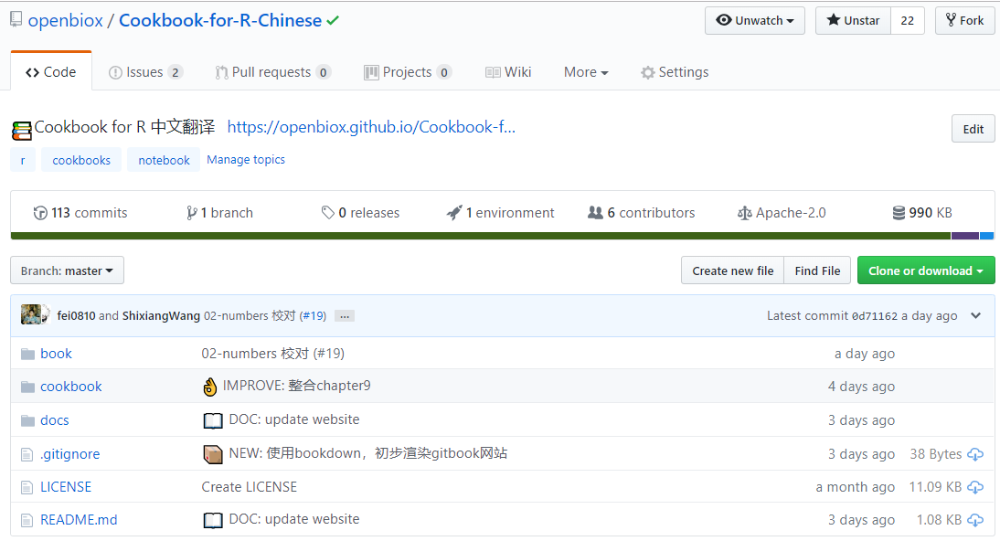 openbiox / Cookbook-for-R-Chinese
Unwatch
Unstar 22
Fork
Code
Issues 2
Pull requests 0
Projects 0
Wiki
More
Settings
Cookbook for R 中文翻译 https://openbiox.github.io/Cookbook-f...
Edit
r cookbooks notebook Manage topics
113 commits 1 branch 0 releases 1 environment 6 contributors Apache-2.0 990 KB
Branch: master Create new file Find File Clone or download
fei0810 and ShixiangWang 02-numbers 校对 (#19) ... Latest commit 0d71162 a day ago
book 02-numbers 校对 (#19) a day ago
cookbook IMPROVE: 整合chapter9 4 days ago
docs DOC: update website 3 days ago
.gitignore NEW: 使用bookdown，初步渲染gitbook网站 3 days ago 38 Bytes
LICENSE Create LICENSE a month ago 11.09 KB
README.md DOC: update website 3 days ago 1.08 KB